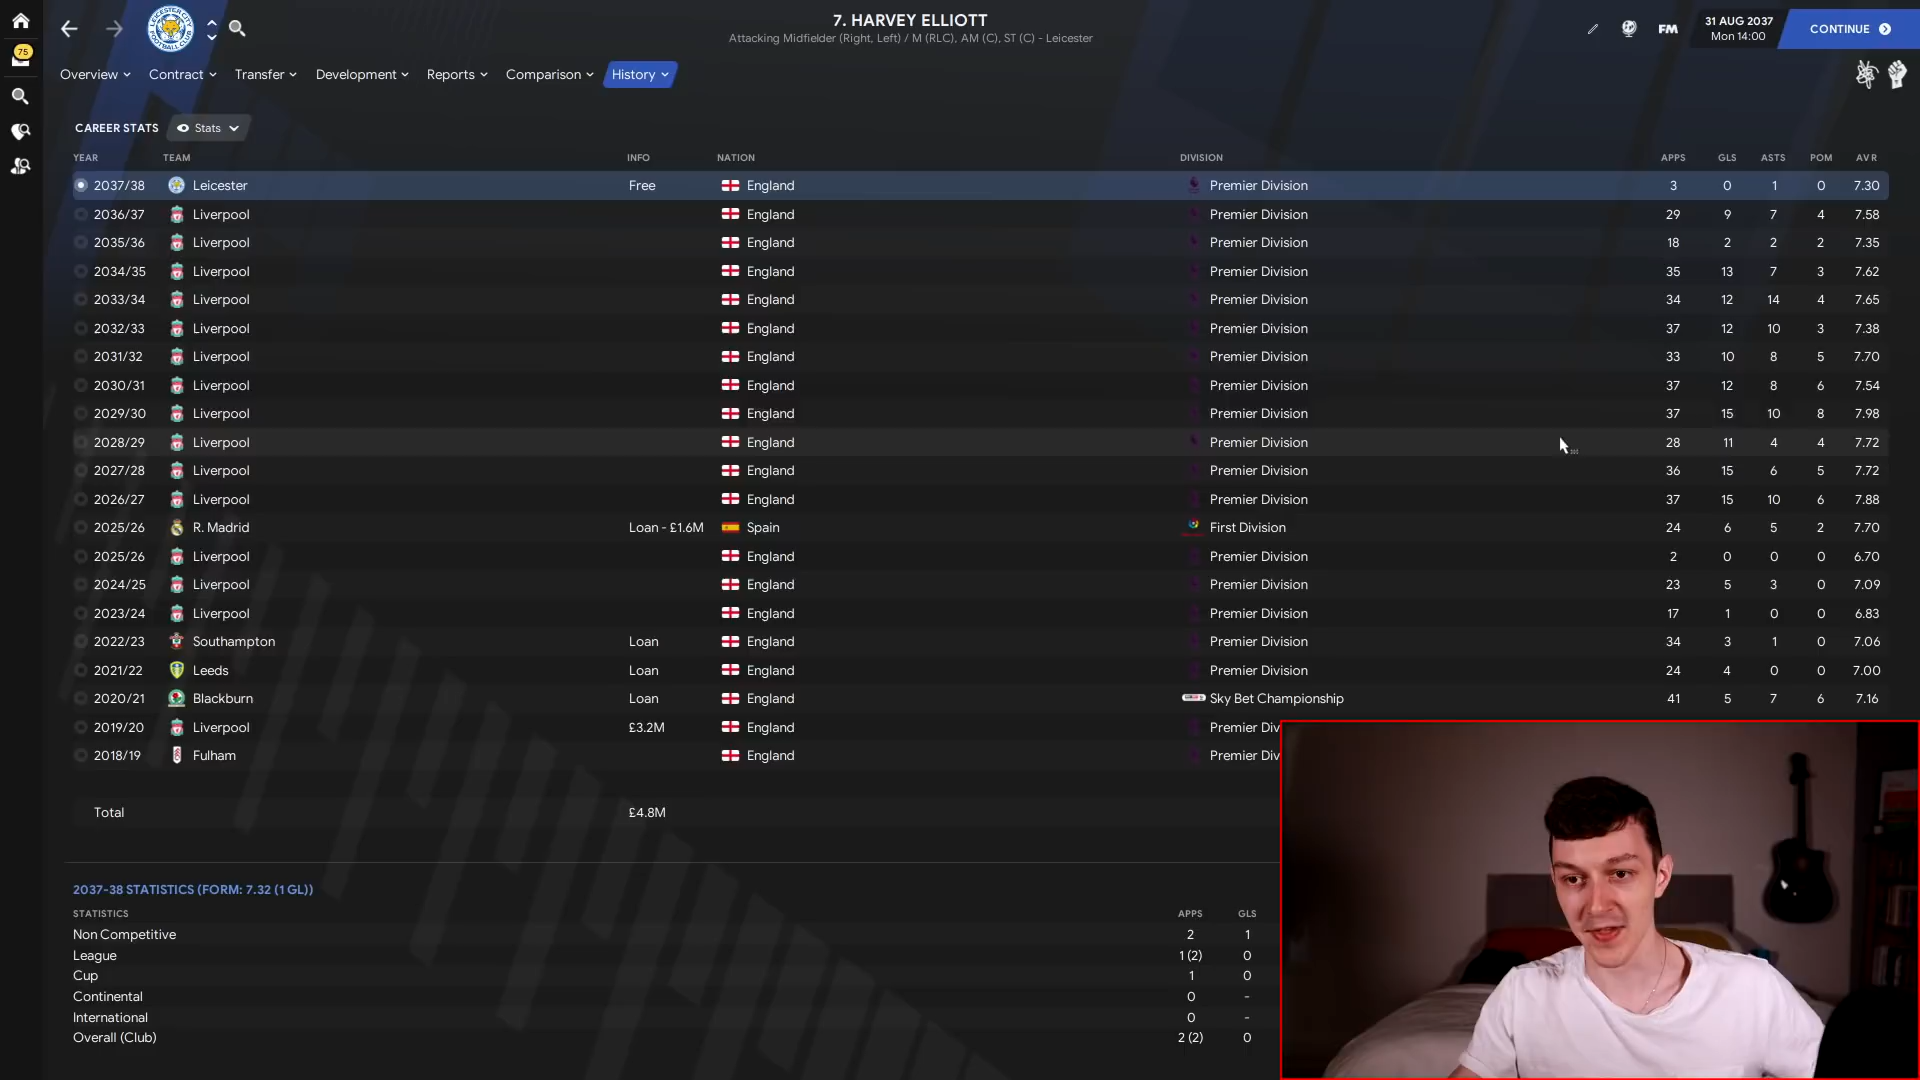 7. HARVEY ELLIOTT
Attacking Midfielder (Right, Left) / M (RLC), AM (C), ST (C) - Leicester
FM
31 AUG 2037
Mon 14:00
CONTINUE
75
Overview Contract Transfer Development Reports Comparison History
CAREER STATS Stats
YEAR TEAM INFO NATION DIVISION APPS GLS ASTS POM AV R
2037/38 Leicester Free England Premier Division 3 0 1 0 7.30
2036/37 Liverpool England Premier Division 29 9 7 4 7.58
2035/36 Liverpool England Premier Division 18 2 2 2 7.35
2034/35 Liverpool England Premier Division 35 13 7 3 7.62
2033/34 Liverpool England Premier Division 34 12 14 4 7.65
2032/33 Liverpool England Premier Division 37 12 10 3 7.38
2031/32 Liverpool England Premier Division 33 10 8 5 7.70
2030/31 Liverpool England Premier Division 37 12 8 6 7.54
2029/30 Liverpool England Premier Division 37 15 10 8 7.98
2028/29 Liverpool England Premier Division 28 11 4 4 7.72
2027/28 Liverpool England Premier Division 36 15 6 5 7.72
2026/27 Liverpool England Premier Division 37 15 10 6 7.88
2025/26 R. Madrid Loan - £1.6M Spain First Division 24 6 5 2 7.70
2025/26 Liverpool England Premier Division 2 0 0 0 6.70
2024/25 Liverpool England Premier Division 23 5 3 0 7.09
2023/24 Liverpool England Premier Division 17 1 0 0 6.83
2022/23 Southampton Loan England Premier Division 34 3 1 0 7.06
2021/22 Leeds Loan England Premier Division 24 4 0 0 7.00
2020/21 Blackburn Loan England Sky Bet Championship 41 5 7 6 7.16
2019/20 Liverpool £3.2M England Premier Div
2018/19 Fulham England Premier Div
Total £4.8M
2037-38 STATISTICS (FORM: 7.32 (1 GL))
STATISTICS APPS GLS
Non Competitive 2 1
League 1 (2) 0
Cup 1 0
Continental 0 -
International 0 -
Overall (Club) 2 (2) 0